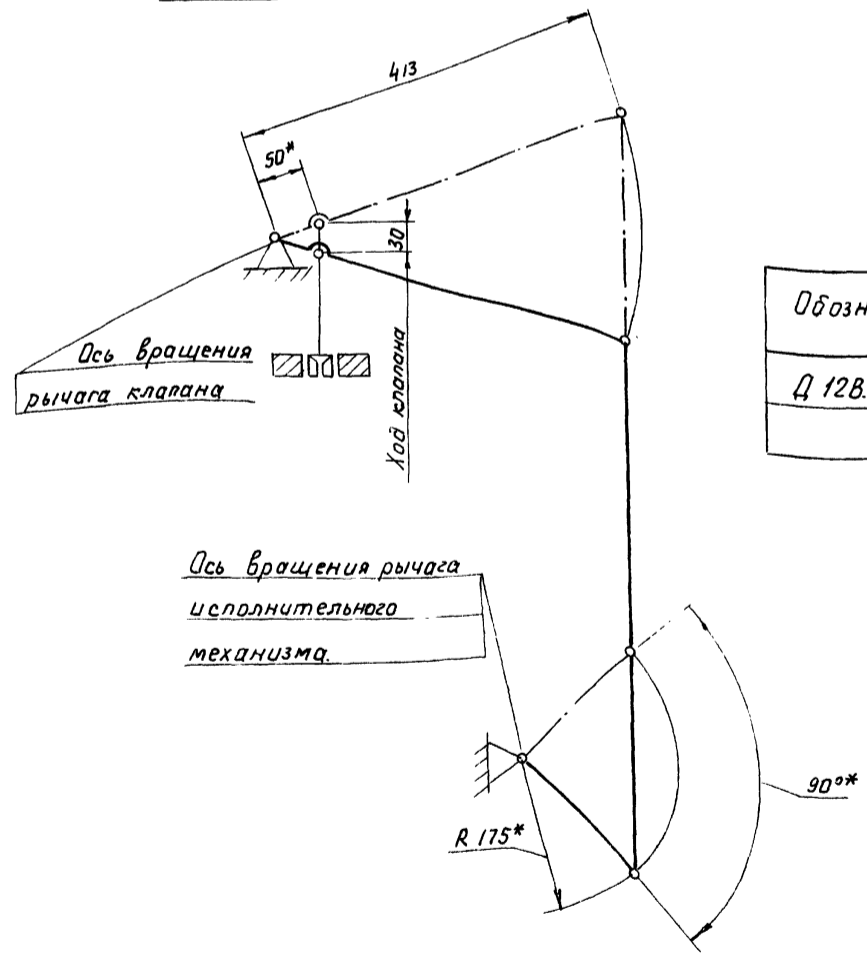 413
50*
30
Ход клапана
Ось вращения
рычага клапана
Обозн
Д 12В.
Ось вращения рычага
исполнительного
механизма.
90°*
R 175*